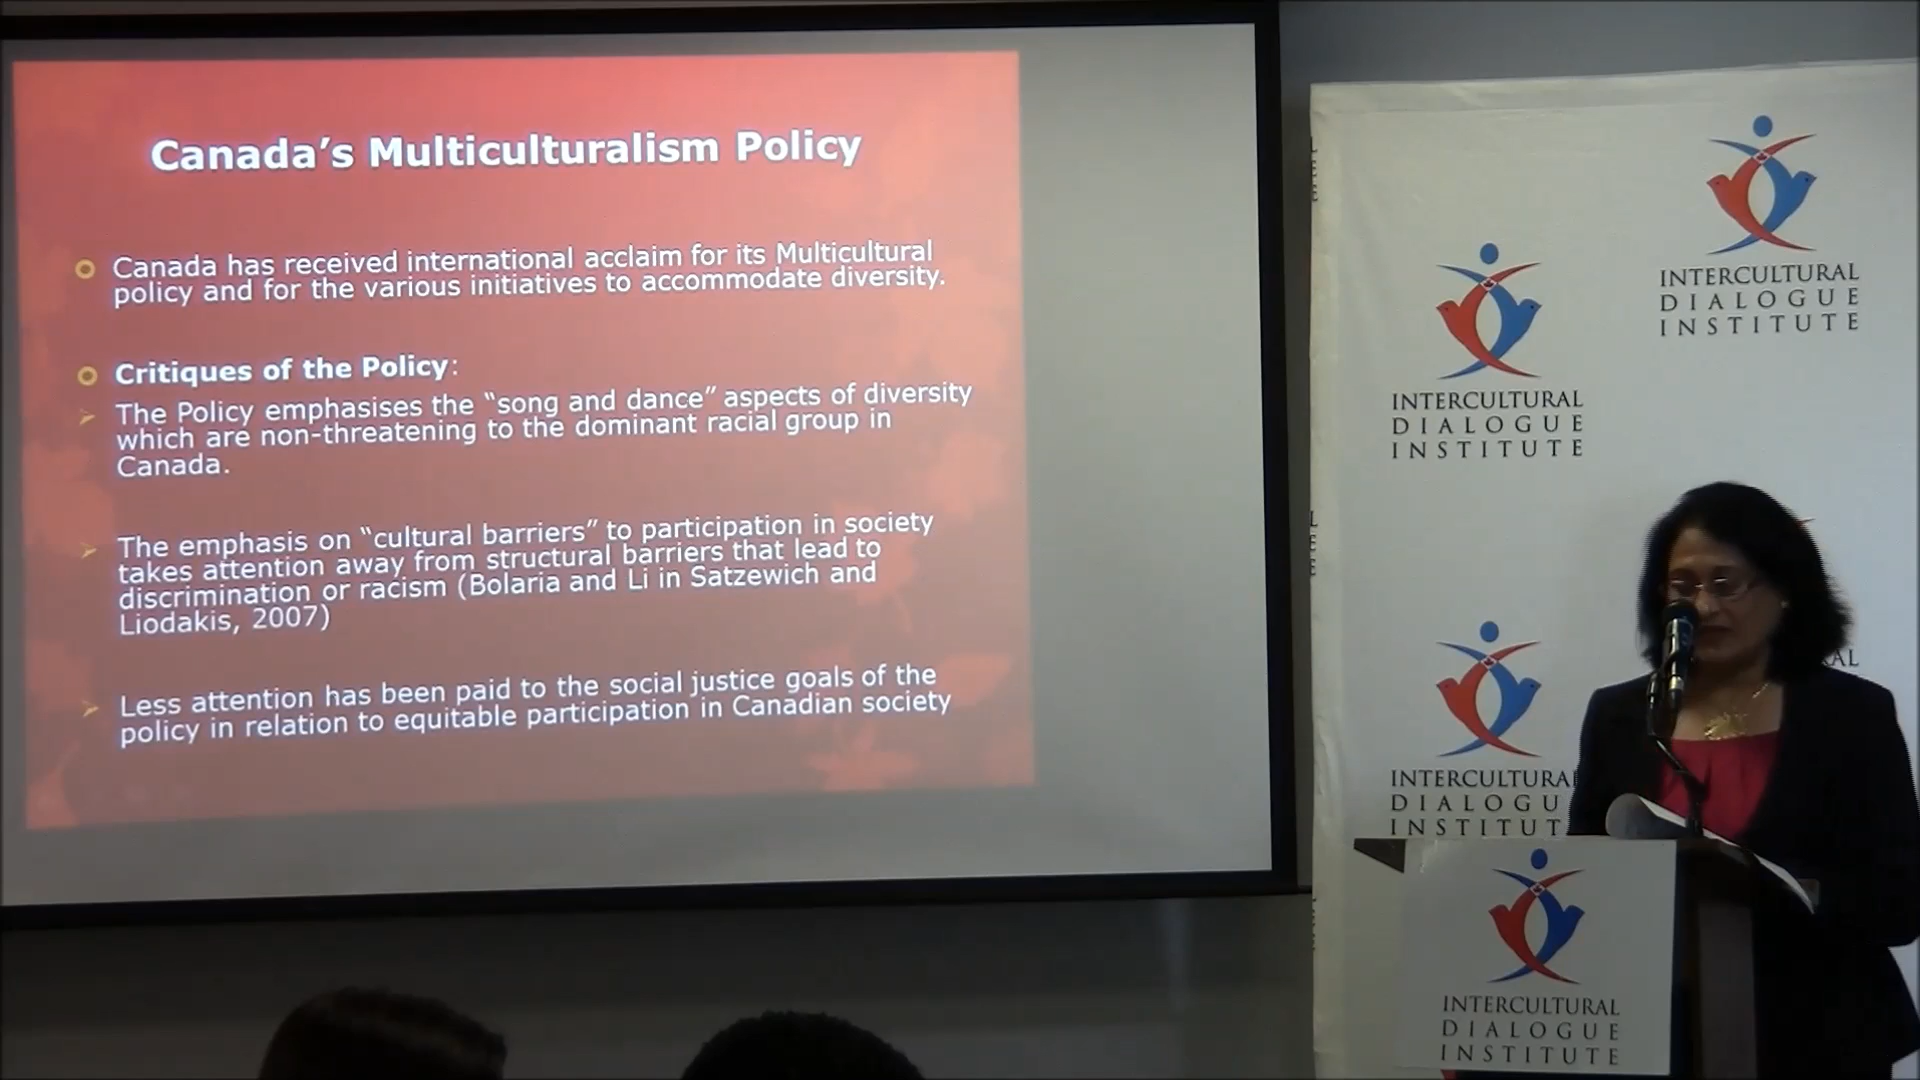 Canada's Multiculturalism Policy
Canada has received international acclaim for its Multicultural
policy and for the various initiatives to accommodate diversity.
Critiques of the Policy:
The Policy emphasises the "song and dance" aspects of diversity
which are non-threatening to the dominant racial group in
Canada.
The emphasis on "cultural barriers" to participation in society
takes attention away from structural barriers that lead to
discrimination or racism (Bolaria and Li in Satzewich and
Liodakis, 2007)
Less attention has been paid to the social justice goals of the
policy in relation to equitable participation in Canadian society
INTERCULTURAL
DIALOGUE
INSTITUTE
INTERCULTURAL
DIALOGUE
INSTITUTE
INTERCULTURA
DIALOGU
INSTITUT
INTERCULTURAL
DIALOGUE
INSTITUTE